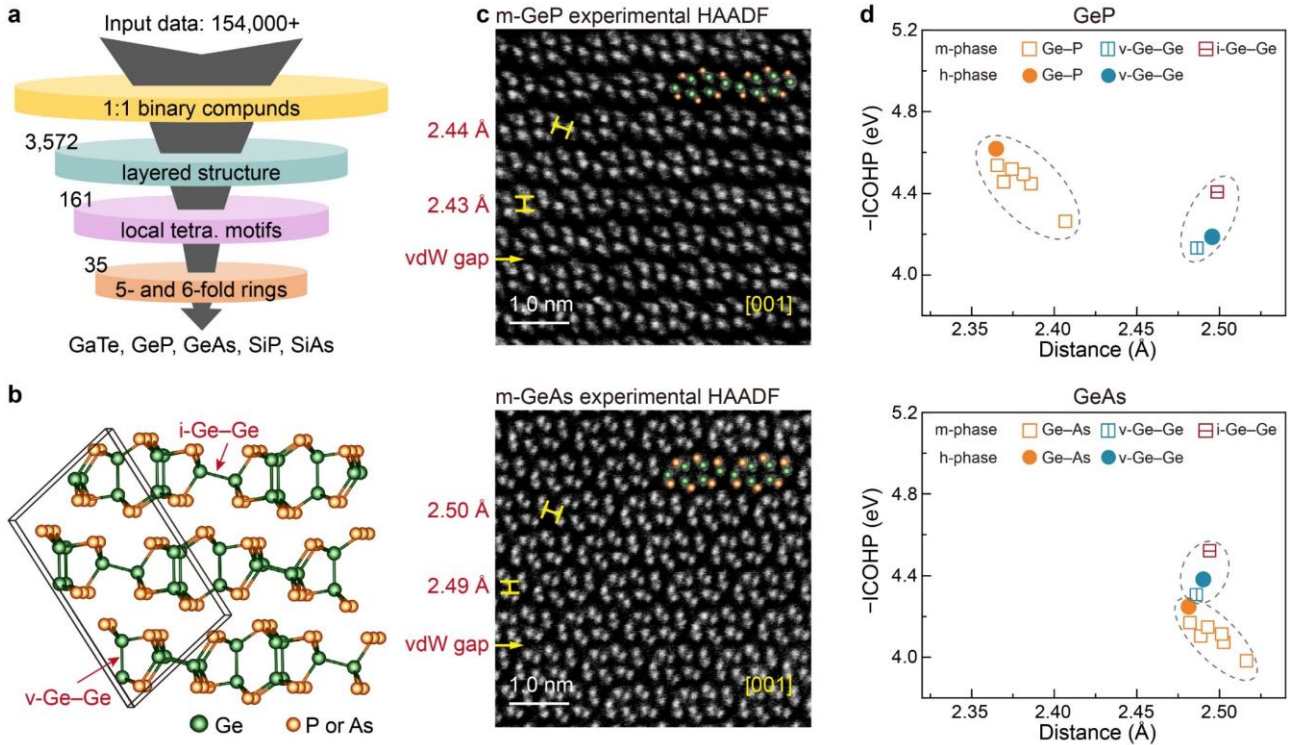 a
Input data: 154,000+
1:1 binary compunds
3,572
layered structure
161
local tetra. motifs
35
5- and 6-fold rings
GaTe, GeP, GeAs, SiP, SiAs
b
i-Ge–Ge
v-Ge–Ge
Ge
P or As
c
m-GeP experimental HAADF
2.44 Å
2.43 Å
vdW gap
1.0 nm
[001]
m-GeAs experimental HAADF
2.50 Å
2.49 Å
vdW gap
1.0 nm
[001]
d
GeP
m-phase Ge–P v-Ge–Ge i-Ge–Ge
h-phase Ge–P v-Ge–Ge
5.2
4.8
4.4
4.0
−ICOHP (eV)
2.35 2.40 2.45 2.50
Distance (Å)
GeAs
m-phase Ge–As v-Ge–Ge i-Ge–Ge
h-phase Ge–As v-Ge–Ge
5.2
4.8
4.4
4.0
−ICOHP (eV)
2.35 2.40 2.45 2.50
Distance (Å)